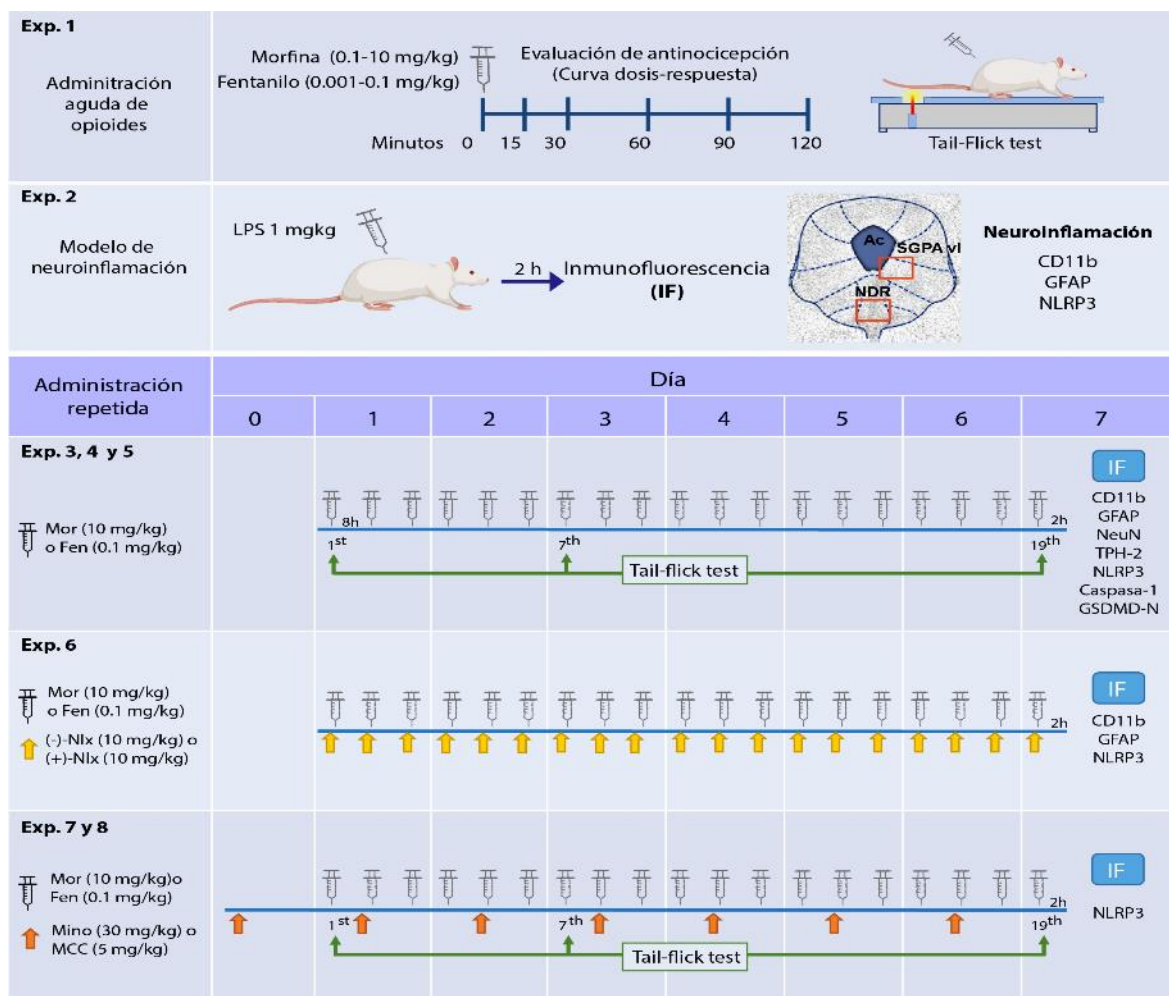 Exp. 1
Adminitración
aguda de
opioides
Morfina (0.1-10 mg/kg)
Fentanilo (0.001-0.1 mg/kg)
Evaluación de antinocicepción
(Curva dosis-respuesta)
Minutos 0 15 30 60 90 120
Tail-Flick test
Exp. 2
Modelo de
neuroinflamación
LPS 1 mgkg
2 h
Inmunofluorescencia
(IF)
Ac
SGPA vl
NDR
Neuroinflamación
CD11b
GFAP
NLRP3
Administración
repetida
Día
0 1 2 3 4 5 6 7
Exp. 3, 4 y 5
Mor (10 mg/kg)
o Fen (0.1 mg/kg)
8h
2h
1st 7th 19th
Tail-flick test
IF
CD11b
GFAP
NeuN
TPH-2
NLRP3
Caspasa-1
GSDMD-N
Exp. 6
Mor (10 mg/kg)
o Fen (0.1 mg/kg)
(-)-Nlx (10 mg/kg) o
(+)-Nlx (10 mg/kg)
2h
IF
CD11b
GFAP
NLRP3
Exp. 7 y 8
Mor (10 mg/kg)o
Fen (0.1 mg/kg)
Mino (30 mg/kg) o
MCC (5 mg/kg)
2h
1st 7th 19th
Tail-flick test
IF
NLRP3